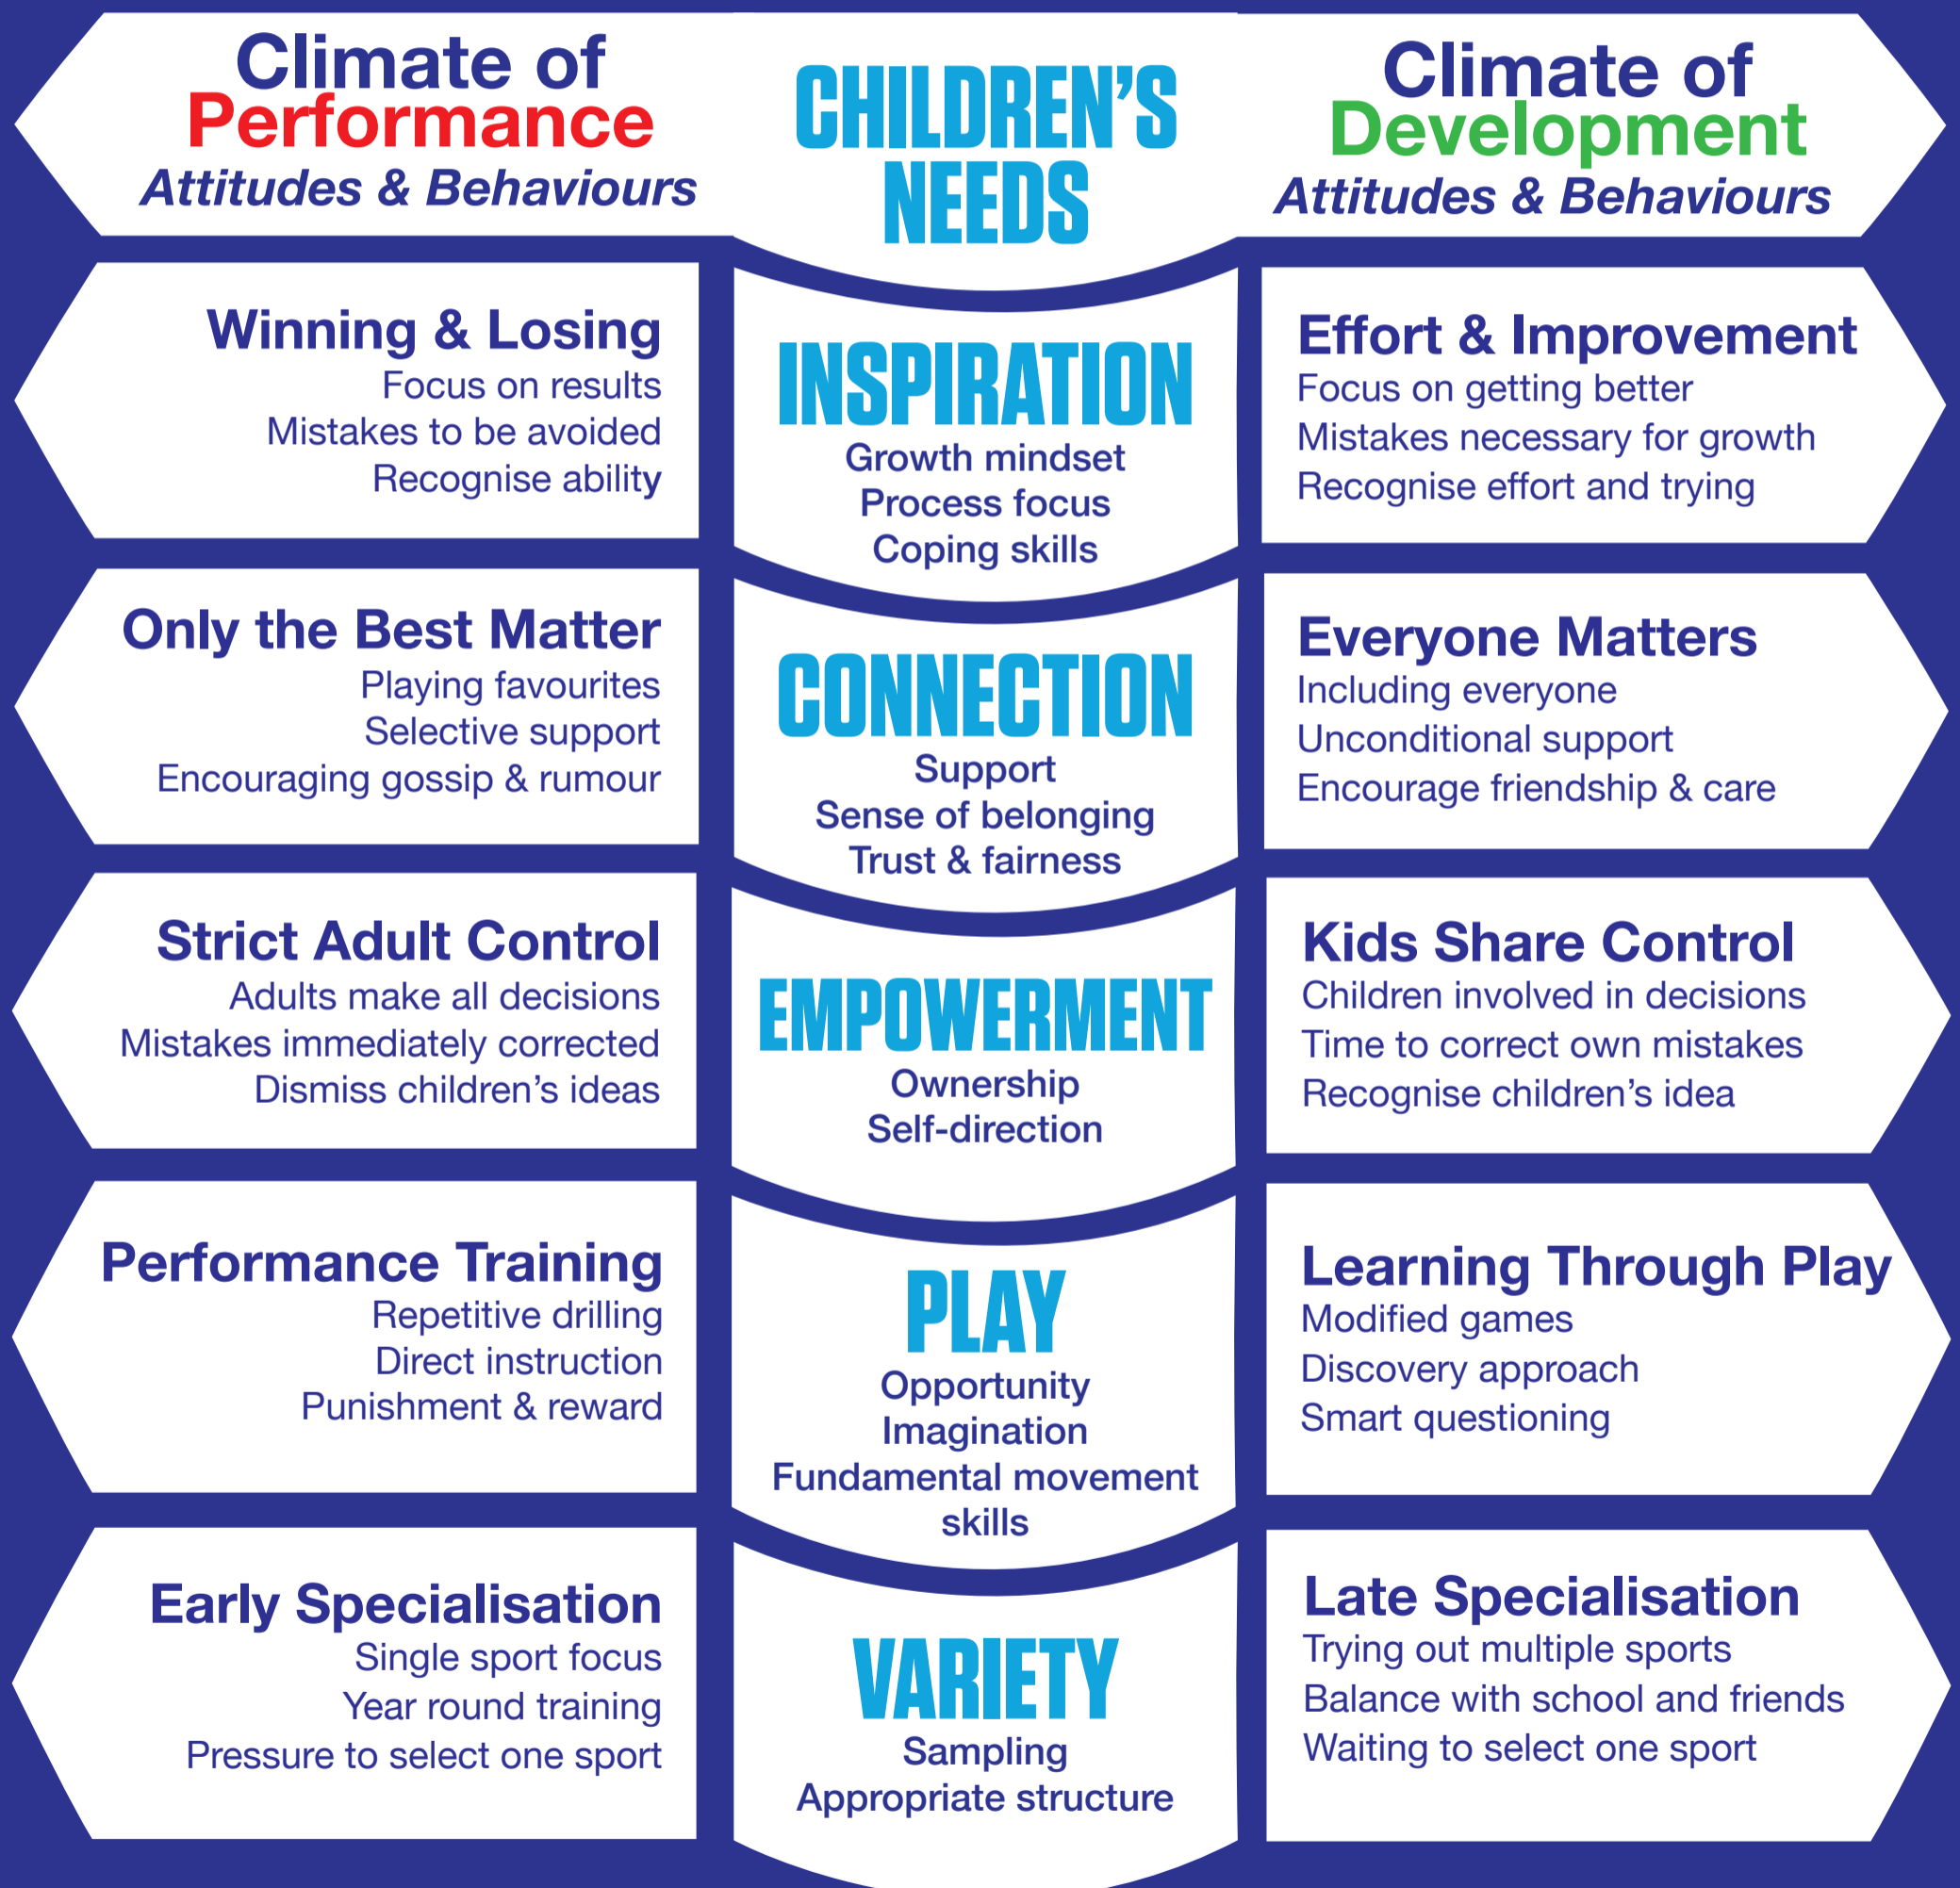 Climate of
Performance
Attitudes & Behaviours
CHILDREN'S
NEEDS
Climate of
Development
Attitudes & Behaviours
Winning & Losing
Focus on results
Mistakes to be avoided
Recognise ability
INSPIRATION
Growth mindset
Process focus
Coping skills
Effort & Improvement
Focus on getting better
Mistakes necessary for growth
Recognise effort and trying
Only the Best Matter
Playing favourites
Selective support
Encouraging gossip & rumour
CONNECTION
Support
Sense of belonging
Trust & fairness
Everyone Matters
Including everyone
Unconditional support
Encourage friendship & care
Strict Adult Control
Adults make all decisions
Mistakes immediately corrected
Dismiss children's ideas
EMPOWERMENT
Ownership
Self-direction
Kids Share Control
Children involved in decisions
Time to correct own mistakes
Recognise children's idea
Performance Training
Repetitive drilling
Direct instruction
Punishment & reward
PLAY
Opportunity
Imagination
Fundamental movement
skills
Learning Through Play
Modified games
Discovery approach
Smart questioning
Early Specialisation
Single sport focus
Year round training
Pressure to select one sport
VARIETY
Sampling
Appropriate structure
Late Specialisation
Trying out multiple sports
Balance with school and friends
Waiting to select one sport